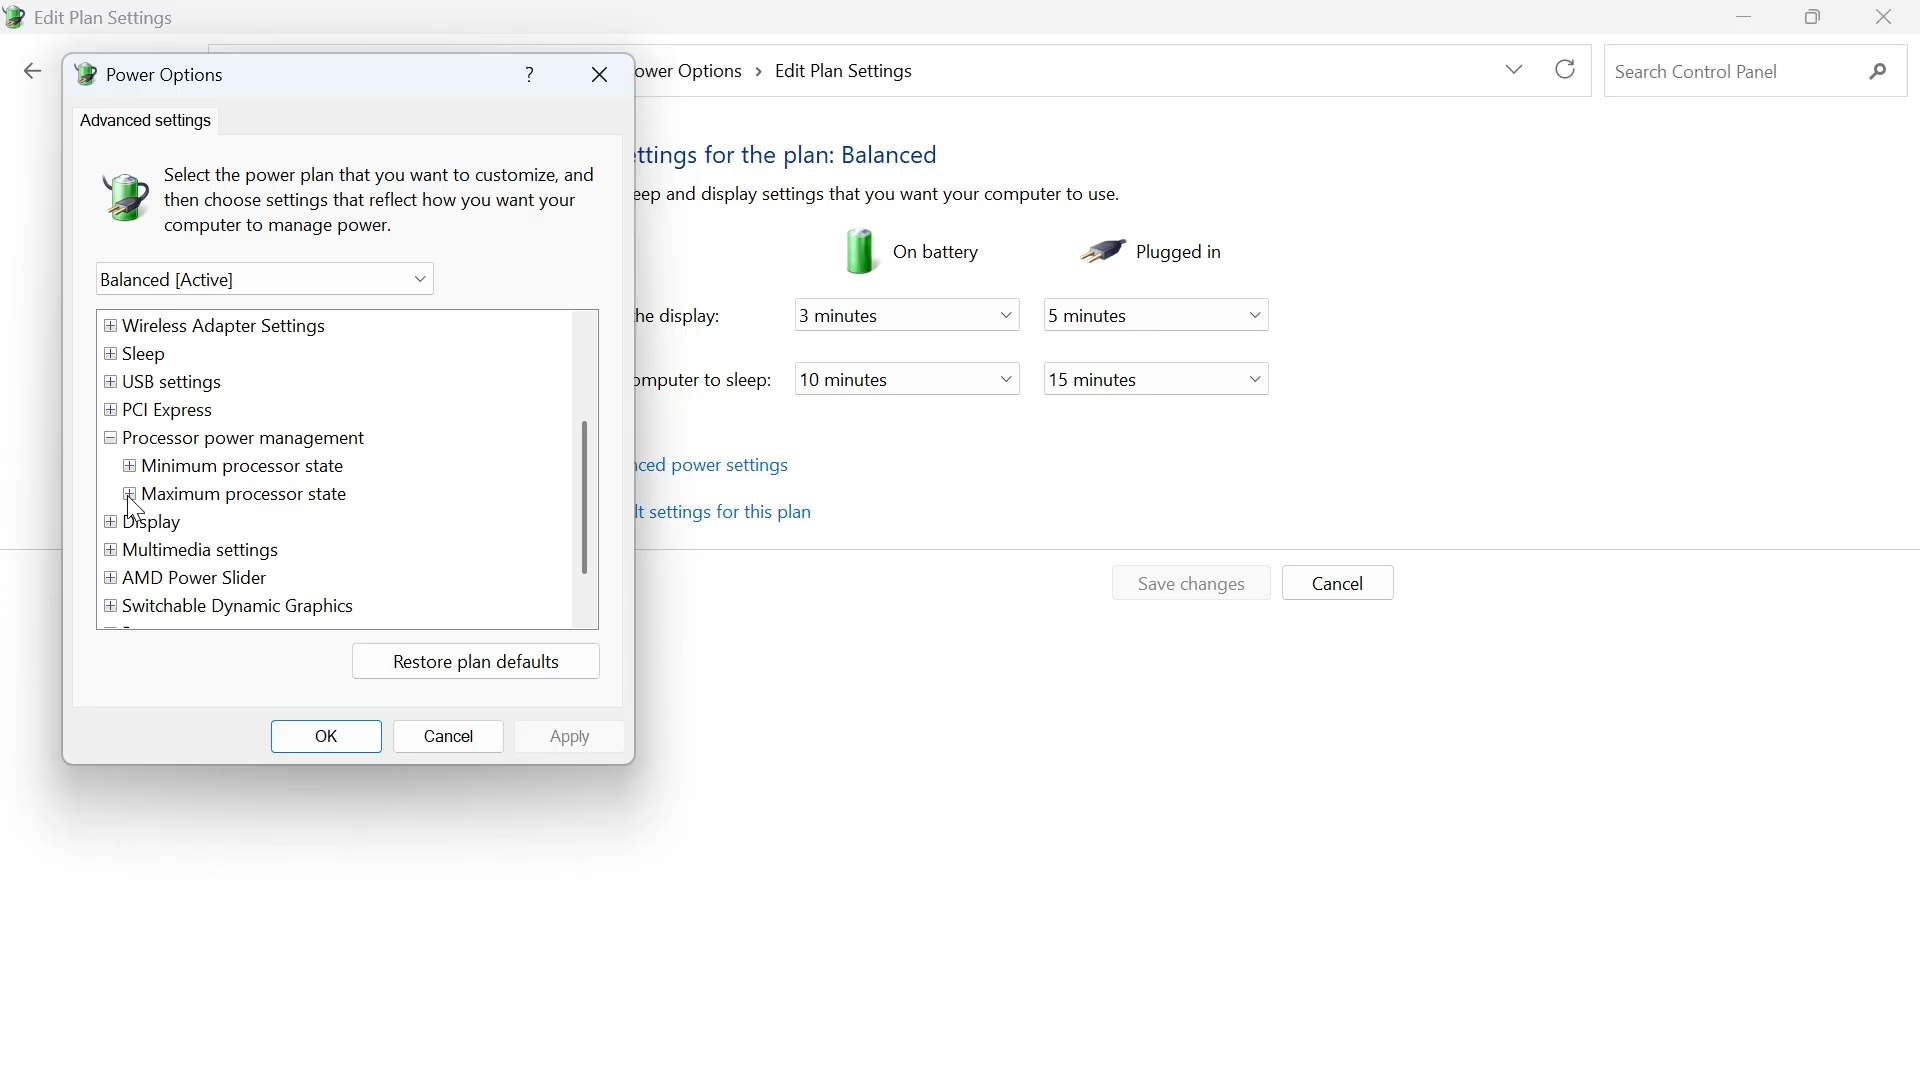 Edit Plan Settings
Power Options
?
ower Options > Edit Plan Settings
Search Control Panel
Advanced settings
Select the power plan that you want to customize, and
then choose settings that reflect how you want your
computer to manage power.
Balanced [Active]
Wireless Adapter Settings
Sleep
USB settings
PCI Express
Processor power management
Minimum processor state
Maximum processor state
Display
Multimedia settings
AMD Power Slider
Switchable Dynamic Graphics
Restore plan defaults
OK
Cancel
Apply
ttings for the plan: Balanced
eep and display settings that you want your computer to use.
On battery
Plugged in
he display:
3 minutes
5 minutes
omputer to sleep:
10 minutes
15 minutes
ced power settings
lt settings for this plan
Save changes
Cancel